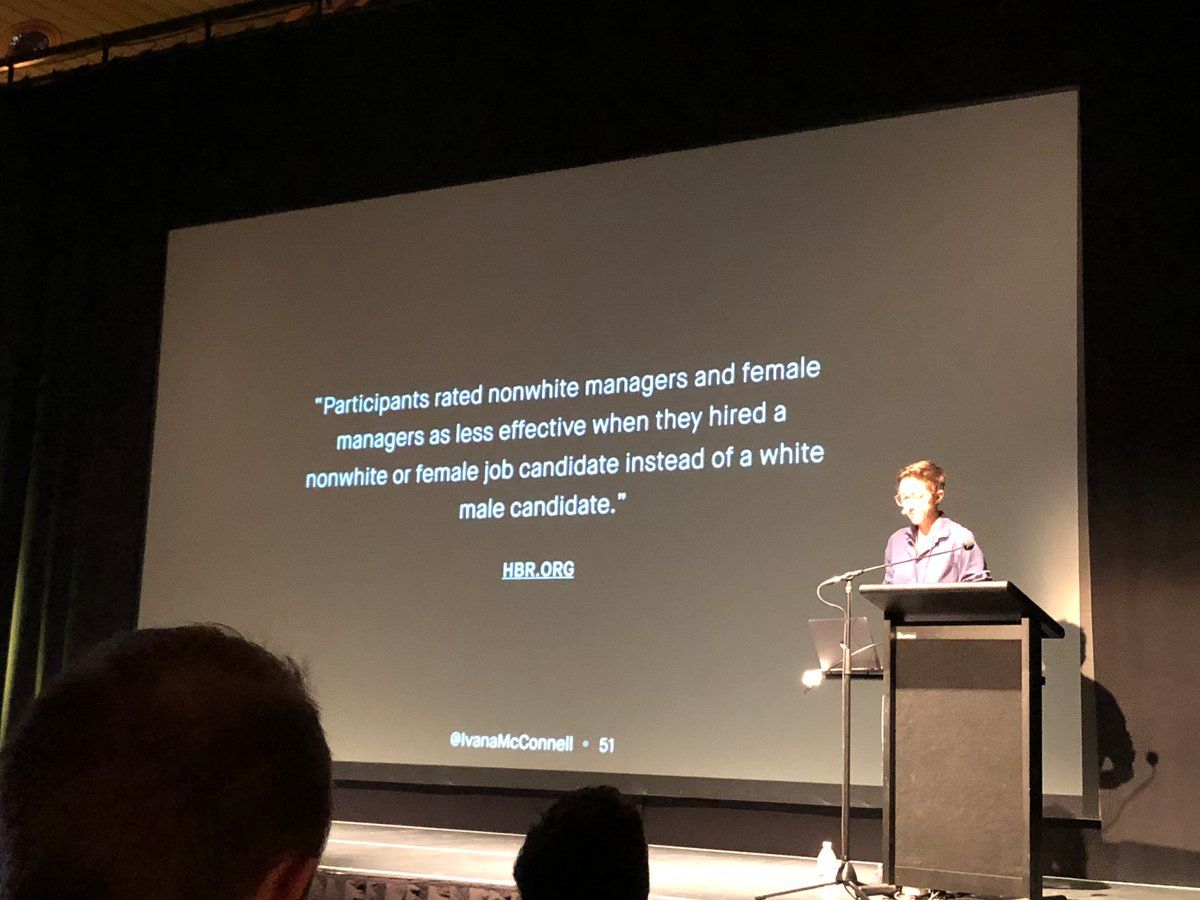 "Participants rated nonwhite managers and female
managers as less effective when they hired a
nonwhite or female job candidate instead of a white
male candidate."
HBR.ORG
@IvanaMcConnell • 51